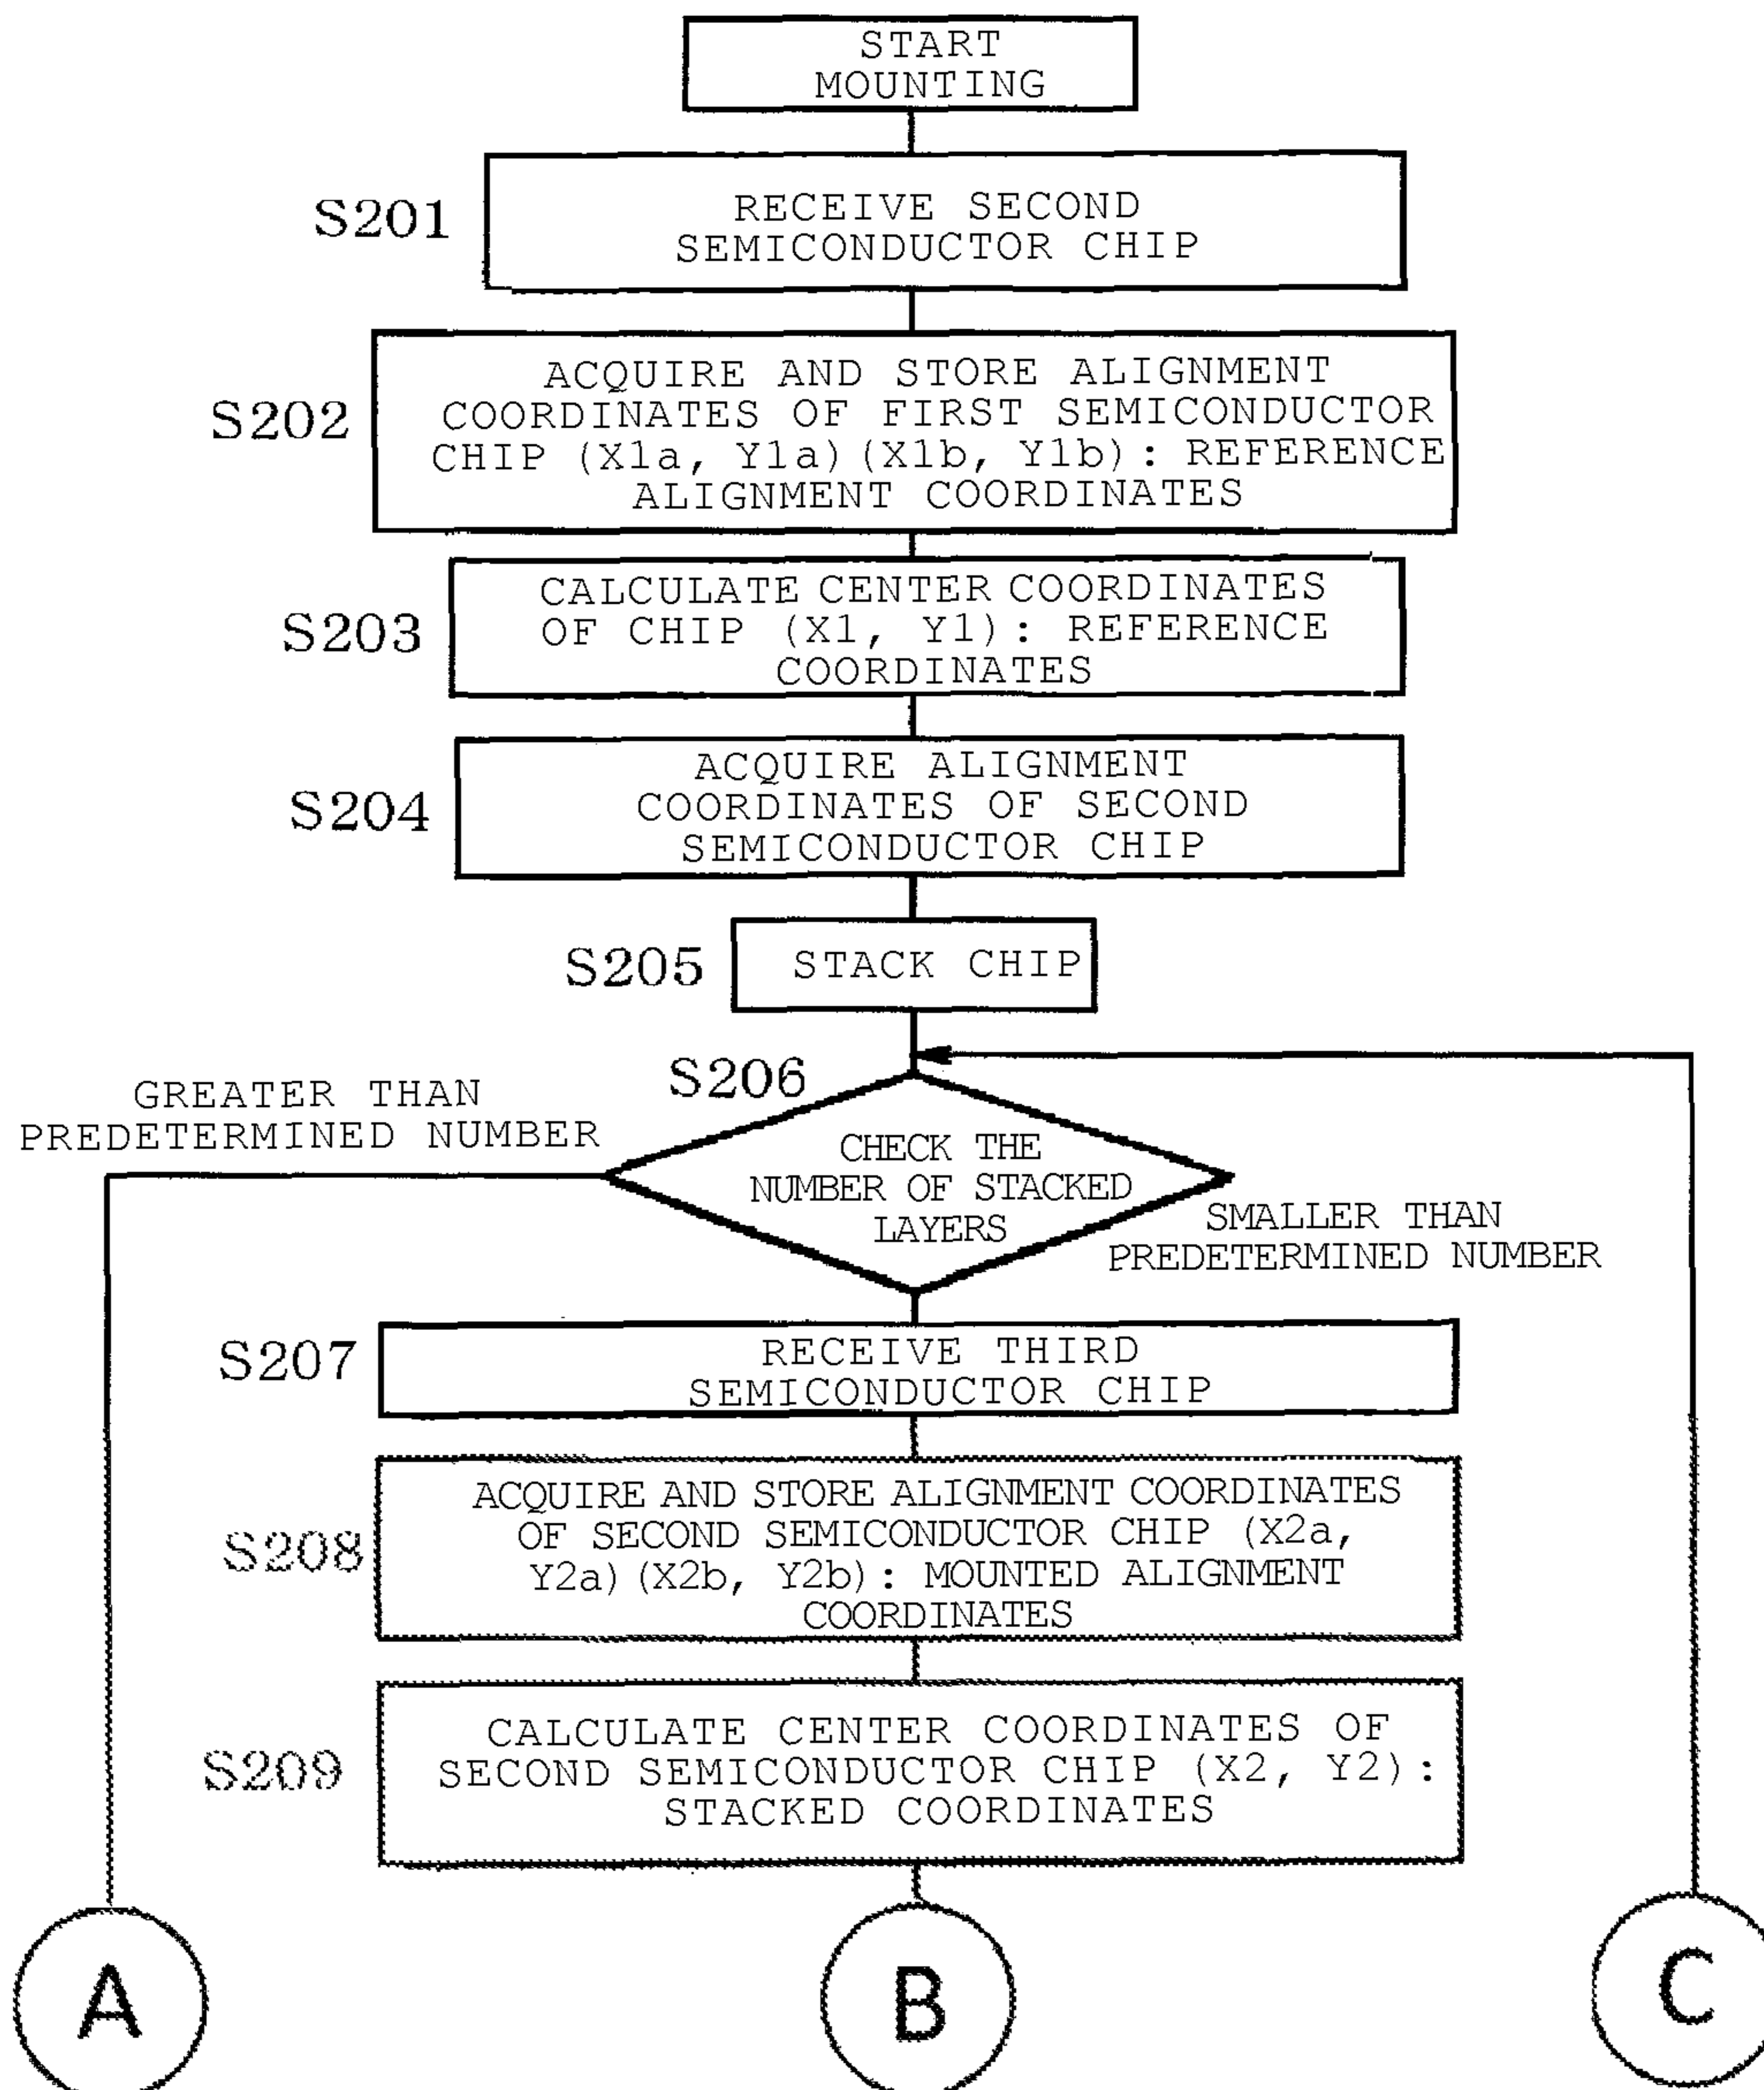 START
MOUNTING
S201
RECEIVE SECOND
SEMICONDUCTOR CHIP
S202
ACQUIRE AND STORE ALIGNMENT
COORDINATES OF FIRST SEMICONDUCTOR
CHIP (X1a, Y1a)(X1b, Y1b): REFERENCE
ALIGNMENT COORDINATES
S203
CALCULATE CENTER COORDINATES
OF CHIP (X1, Y1): REFERENCE
COORDINATES
S204
ACQUIRE ALIGNMENT
COORDINATES OF SECOND
SEMICONDUCTOR CHIP
S205
STACK CHIP
S206
GREATER THAN
PREDETERMINED NUMBER
CHECK THE
NUMBER OF STACKED
LAYERS
SMALLER THAN
PREDETERMINED NUMBER
S207
RECEIVE THIRD
SEMICONDUCTOR CHIP
S208
ACQUIRE AND STORE ALIGNMENT COORDINATES
OF SECOND SEMICONDUCTOR CHIP (X2a,
Y2a)(X2b, Y2b): MOUNTED ALIGNMENT
COORDINATES
S209
CALCULATE CENTER COORDINATES OF
SECOND SEMICONDUCTOR CHIP (X2, Y2):
STACKED COORDINATES
A
B
C